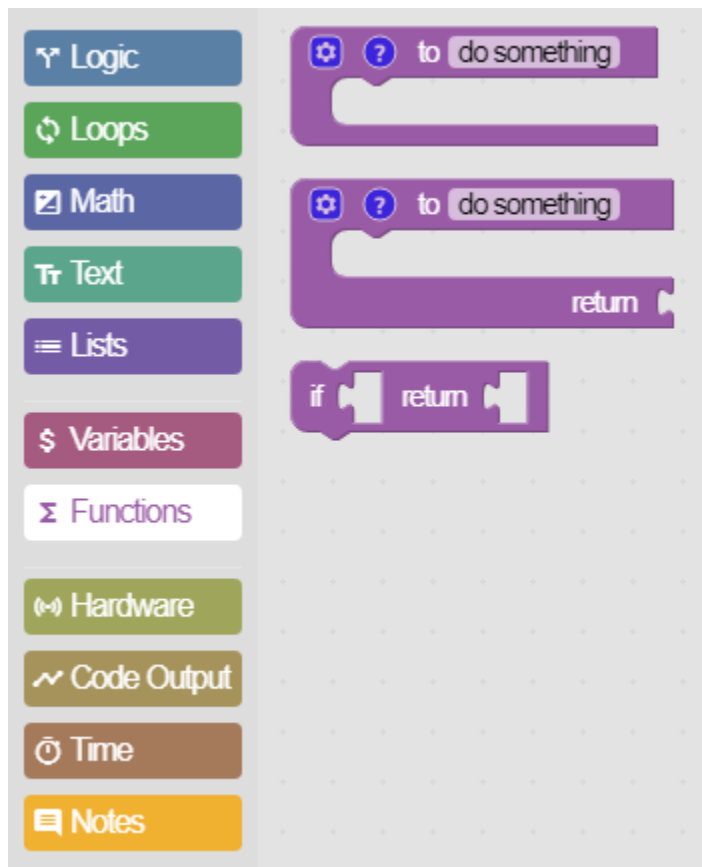 Logic
Loops
Math
Text
Lists
$ Variables
Σ Functions
Hardware
Code Output
Time
Notes
? to do something
? to do something
return
if return